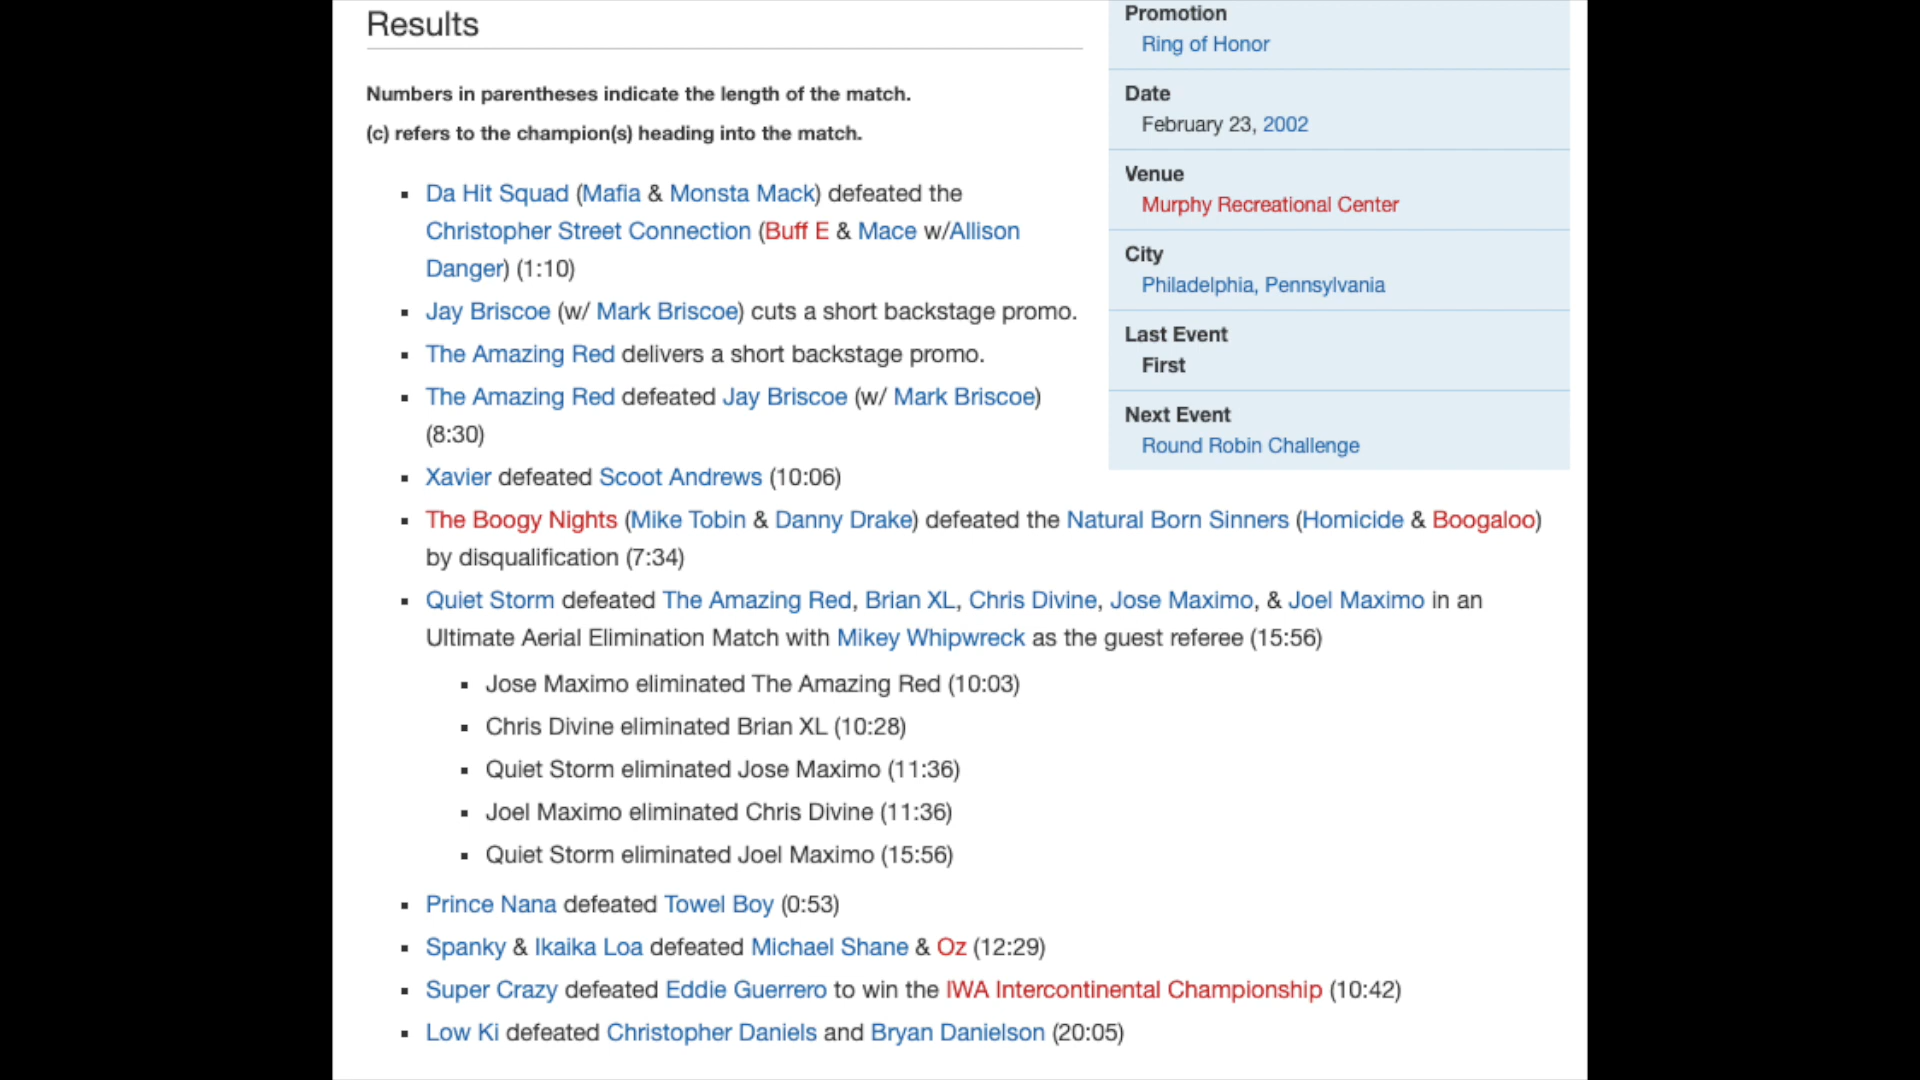 Results
Numbers in parentheses indicate the length of the match.
(c) refers to the champion(s) heading into the match.
Da Hit Squad (Mafia & Monsta Mack) defeated the
Christopher Street Connection (Buff E & Mace w/Allison
Danger) (1:10)
Jay Briscoe (w/ Mark Briscoe) cuts a short backstage promo.
The Amazing Red delivers a short backstage promo.
The Amazing Red defeated Jay Briscoe (w/ Mark Briscoe)
(8:30)
Xavier defeated Scoot Andrews (10:06)
The Boogy Nights (Mike Tobin & Danny Drake) defeated the Natural Born Sinners (Homicide & Boogaloo)
by disqualification (7:34)
Quiet Storm defeated The Amazing Red, Brian XL, Chris Divine, Jose Maximo, & Joel Maximo in an
Ultimate Aerial Elimination Match with Mikey Whipwreck as the guest referee (15:56)
Jose Maximo eliminated The Amazing Red (10:03)
Chris Divine eliminated Brian XL (10:28)
Quiet Storm eliminated Jose Maximo (11:36)
Joel Maximo eliminated Chris Divine (11:36)
Quiet Storm eliminated Joel Maximo (15:56)
Prince Nana defeated Towel Boy (0:53)
Spanky & Ikaika Loa defeated Michael Shane & Oz (12:29)
Super Crazy defeated Eddie Guerrero to win the IWA Intercontinental Championship (10:42)
Low Ki defeated Christopher Daniels and Bryan Danielson (20:05)
Promotion
Ring of Honor
Date
February 23, 2002
Venue
Murphy Recreational Center
City
Philadelphia, Pennsylvania
Last Event
First
Next Event
Round Robin Challenge